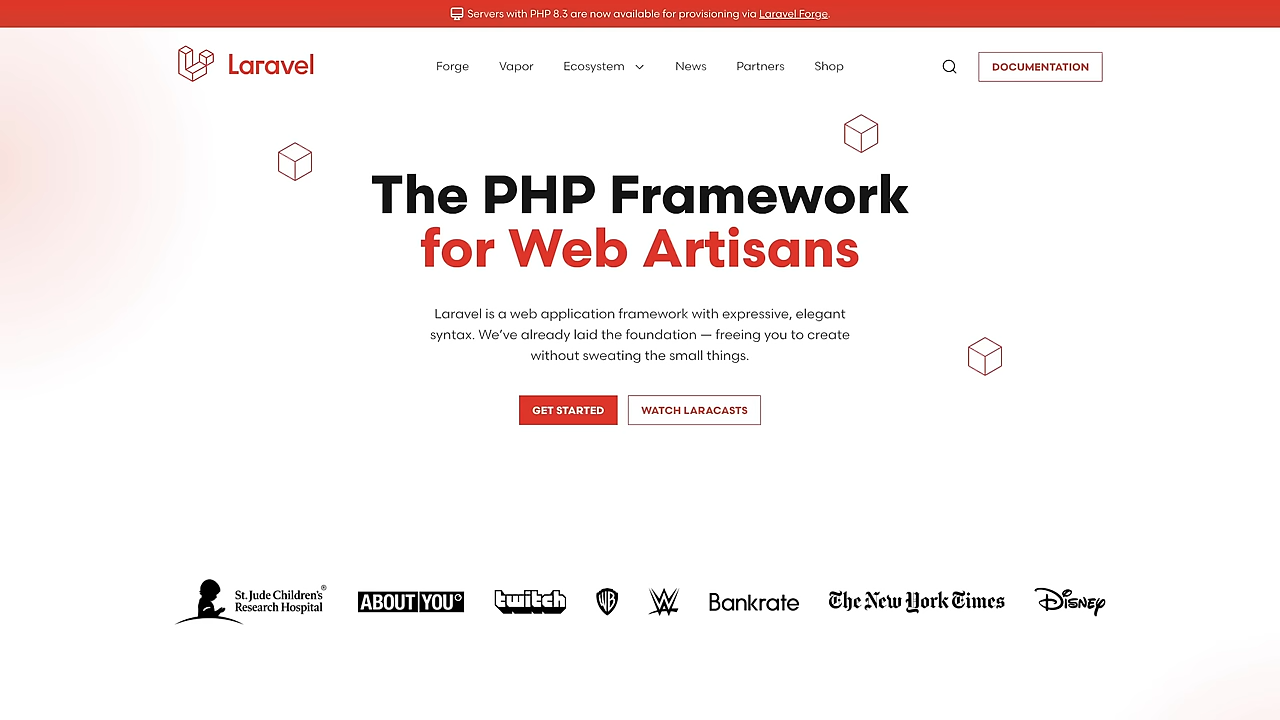 Servers with PHP 8.3 are now available for provisioning via Laravel Forge.
Laravel
Forge
Vapor
Ecosystem
News
Partners
Shop
DOCUMENTATION
The PHP Framework
for Web Artisans
Laravel is a web application framework with expressive, elegant
syntax. We’ve already laid the foundation — freeing you to create
without sweating the small things.
GET STARTED
WATCH LARACASTS
St. Jude Children's®
Research Hospital
ABOUT YOU®
twitch
WB
W
Bankrate
The New York Times
Disney